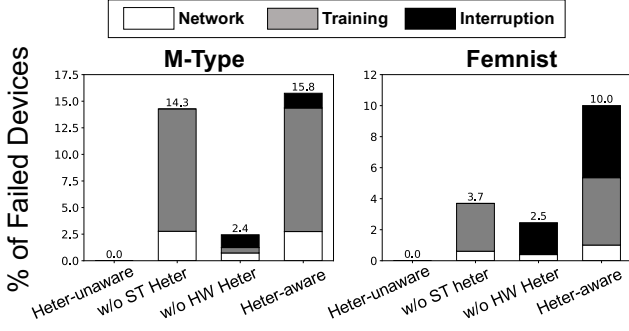 Network Training Interruption
M-Type Femnist
% of Failed Devices
17.5
15.0
12.5
10.0
7.5
5.0
2.5
0.0
0.0
14.3
2.4
15.8
Heter-unaware
w/o ST Heter
w/o HW Heter
Heter-aware
12
10
8
6
4
2
0
0.0
3.7
2.5
10.0
Heter-unaware
w/o ST heter
w/o HW Heter
Heter-aware